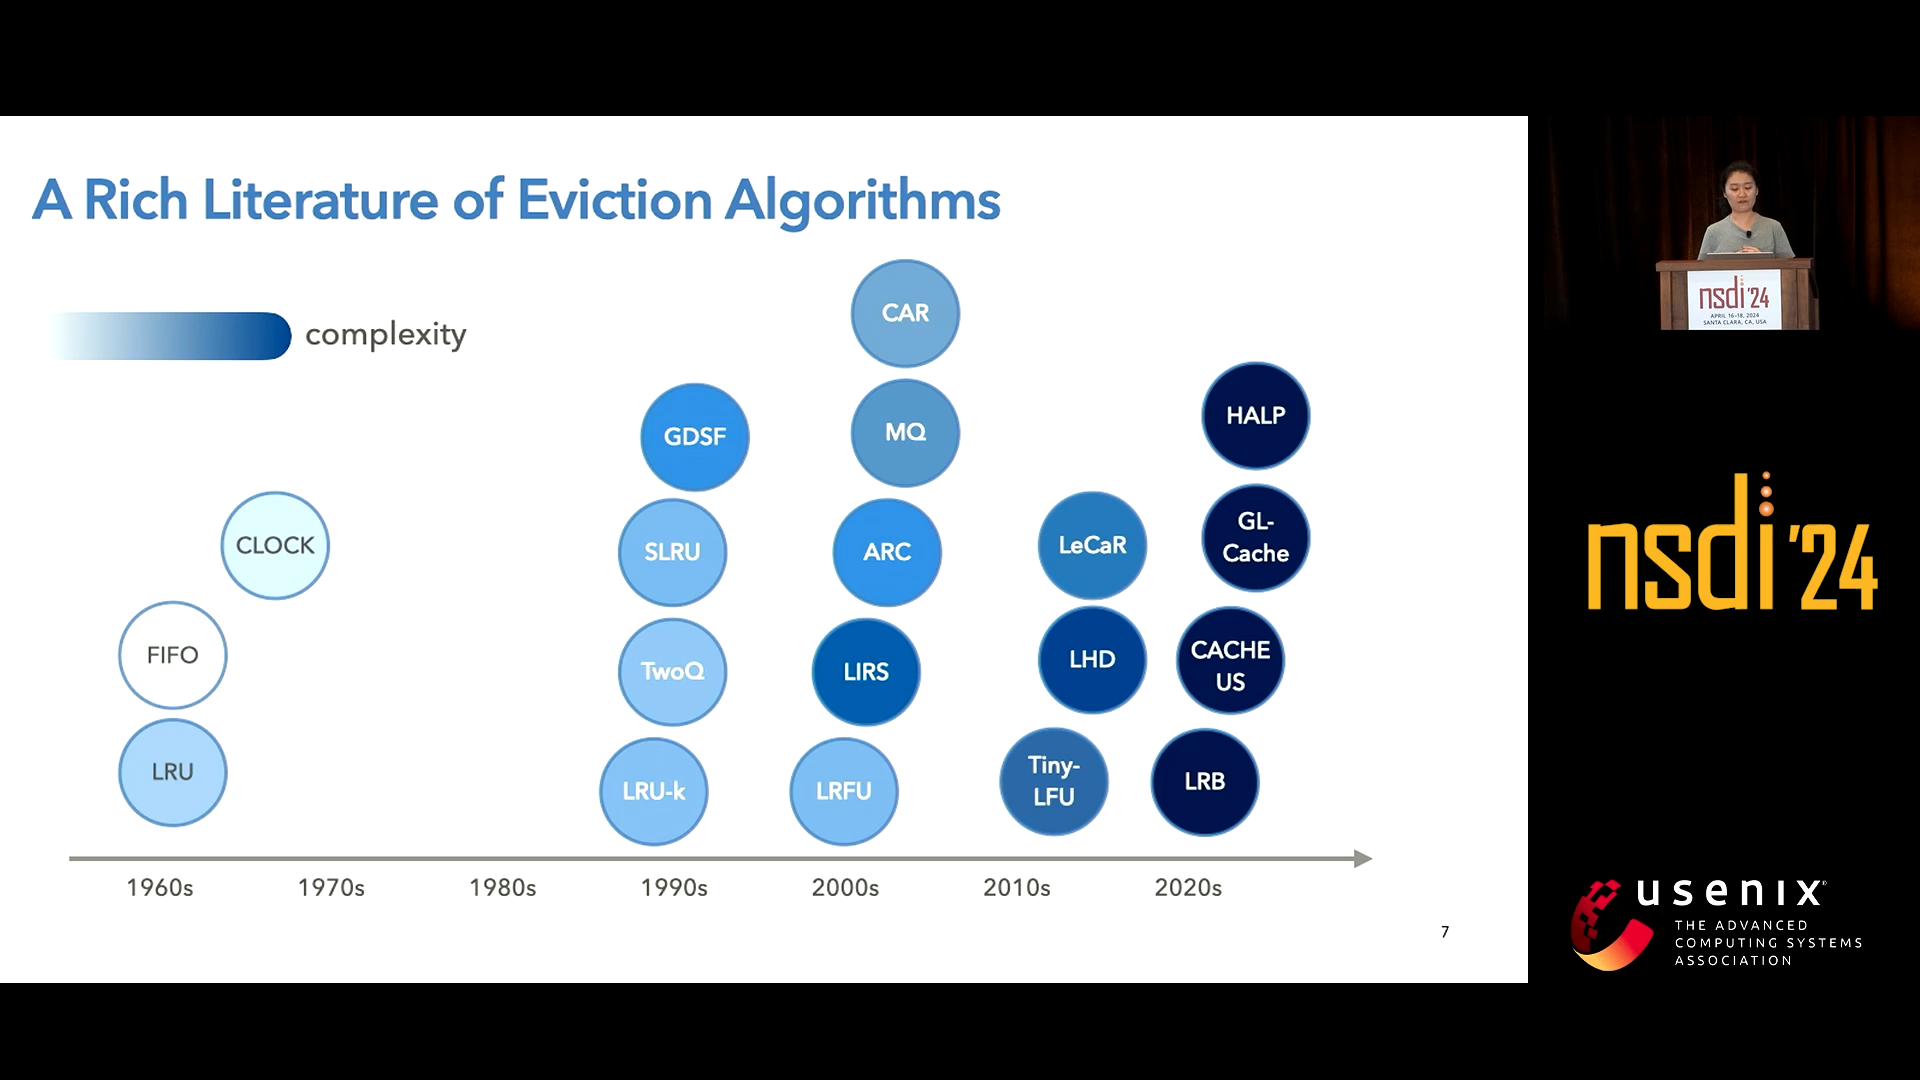 A Rich Literature of Eviction Algorithms
complexity
CAR
HALP
GDSF
MQ
GL-
Cache
CLOCK
SLRU
ARC
LeCaR
FIFO
TwoQ
LIRS
LHD
CACHE
US
LRU
LRU-k
LRFU
Tiny-
LFU
LRB
1960s
1970s
1980s
1990s
2000s
2010s
2020s
7
nsdi '24
APRIL 16-18, 2024
SANTA CLARA, CA, USA
nsdi '24
usenix®
THE ADVANCED
COMPUTING SYSTEMS
ASSOCIATION